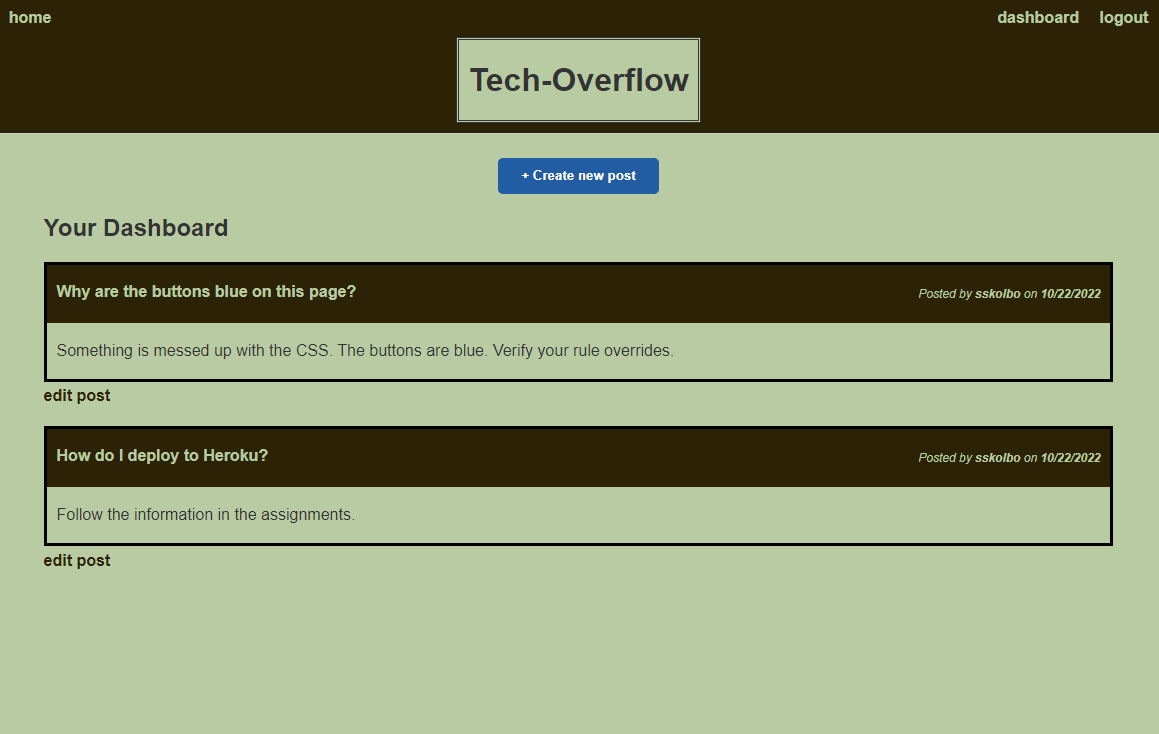 home
dashboard
logout
Tech-Overflow
+ Create new post
Your Dashboard
Why are the buttons blue on this page?
Posted by sskolbo on 10/22/2022
Something is messed up with the CSS. The buttons are blue. Verify your rule overrides.
edit post
How do I deploy to Heroku?
Posted by sskolbo on 10/22/2022
Follow the information in the assignments.
edit post